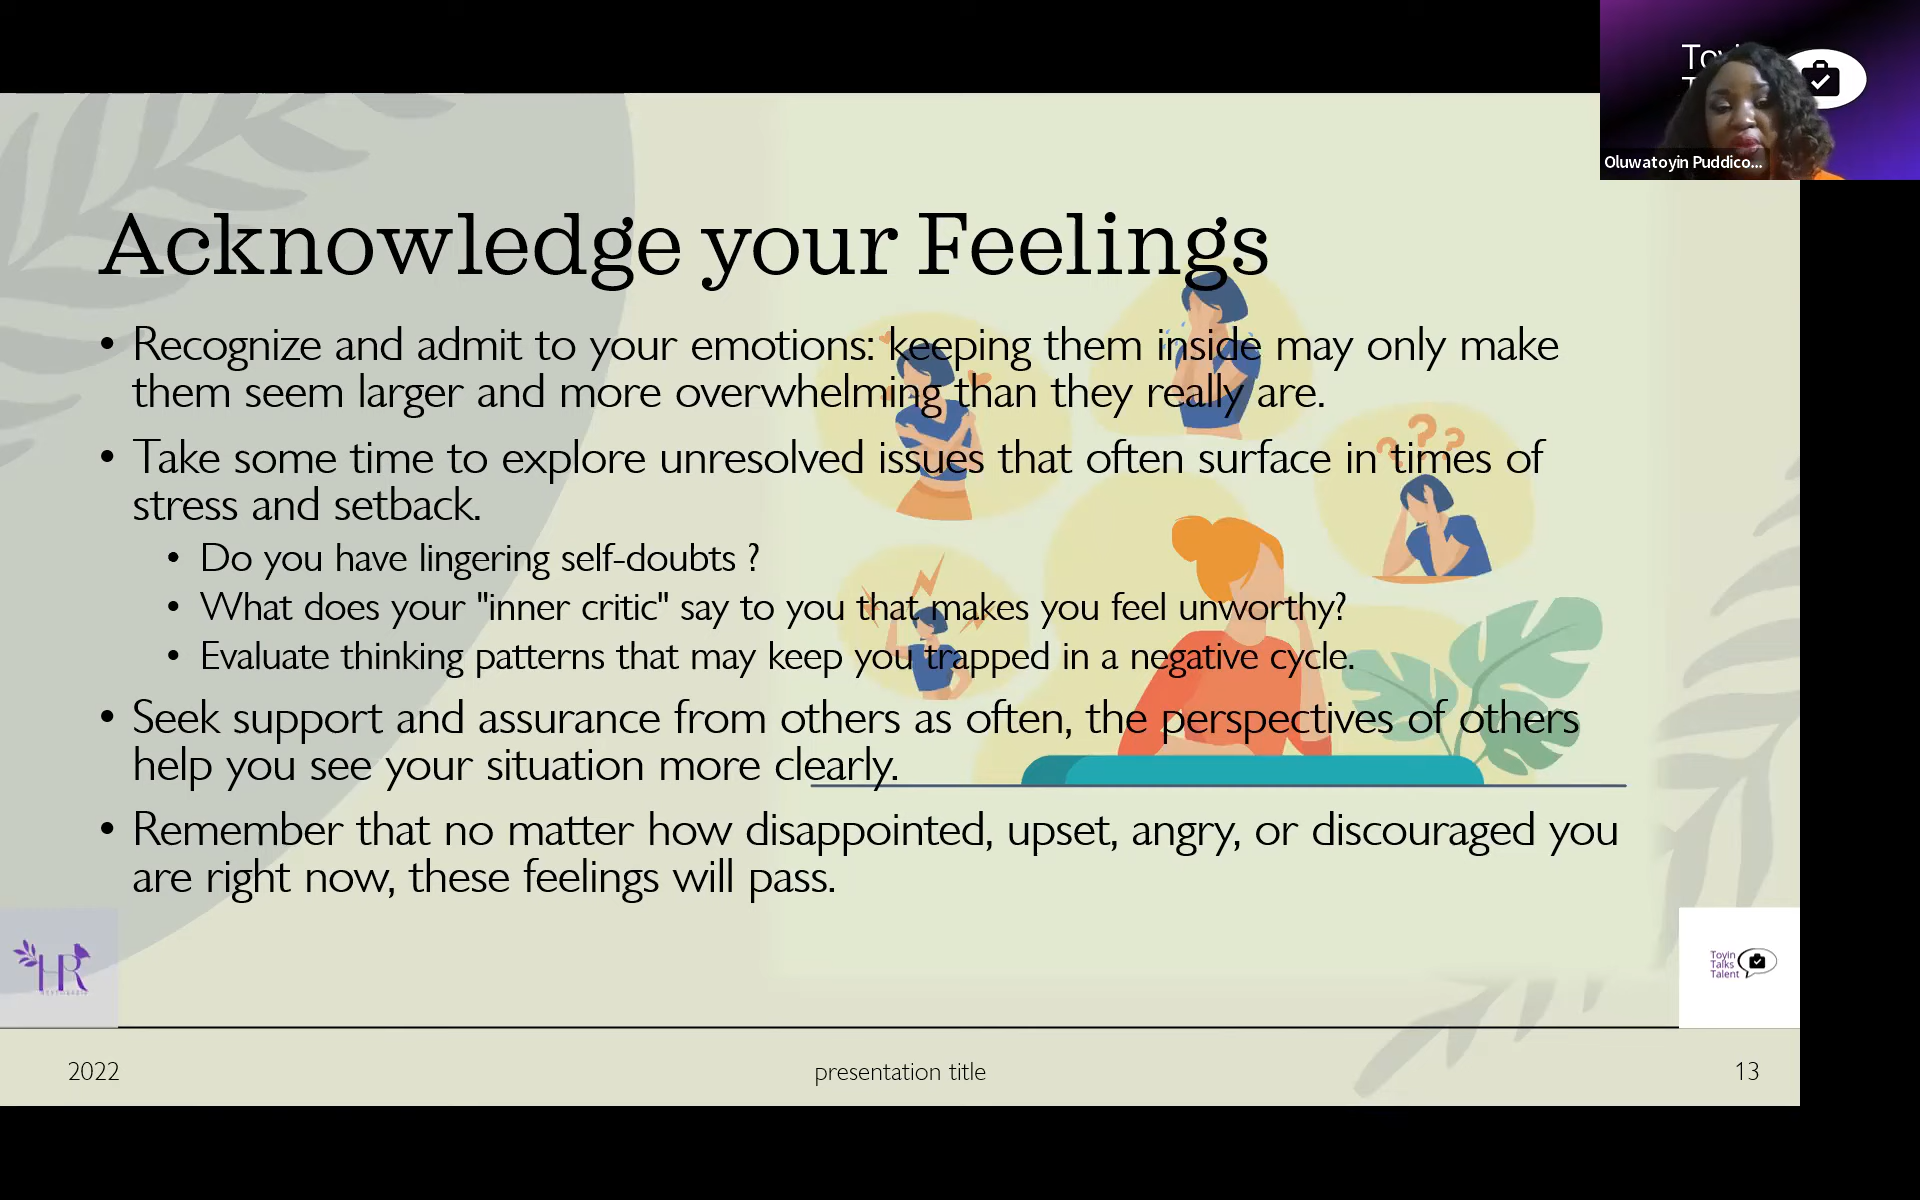 Acknowledge your Feelings
• Recognize and admit to your emotions: keeping them inside may only make
them seem larger and more overwhelming than they really are.
• Take some time to explore unresolved issues that often surface in times of
stress and setback.
• Do you have lingering self-doubts ?
• What does your "inner critic" say to you that makes you feel unworthy?
• Evaluate thinking patterns that may keep you trapped in a negative cycle.
• Seek support and assurance from others as often, the perspectives of others
help you see your situation more clearly.
• Remember that no matter how disappointed, upset, angry, or discouraged you
are right now, these feelings will pass.
Oluwatoyin Puddico...
???
HR
Toyin
Talks
Talent
2022
presentation title
13